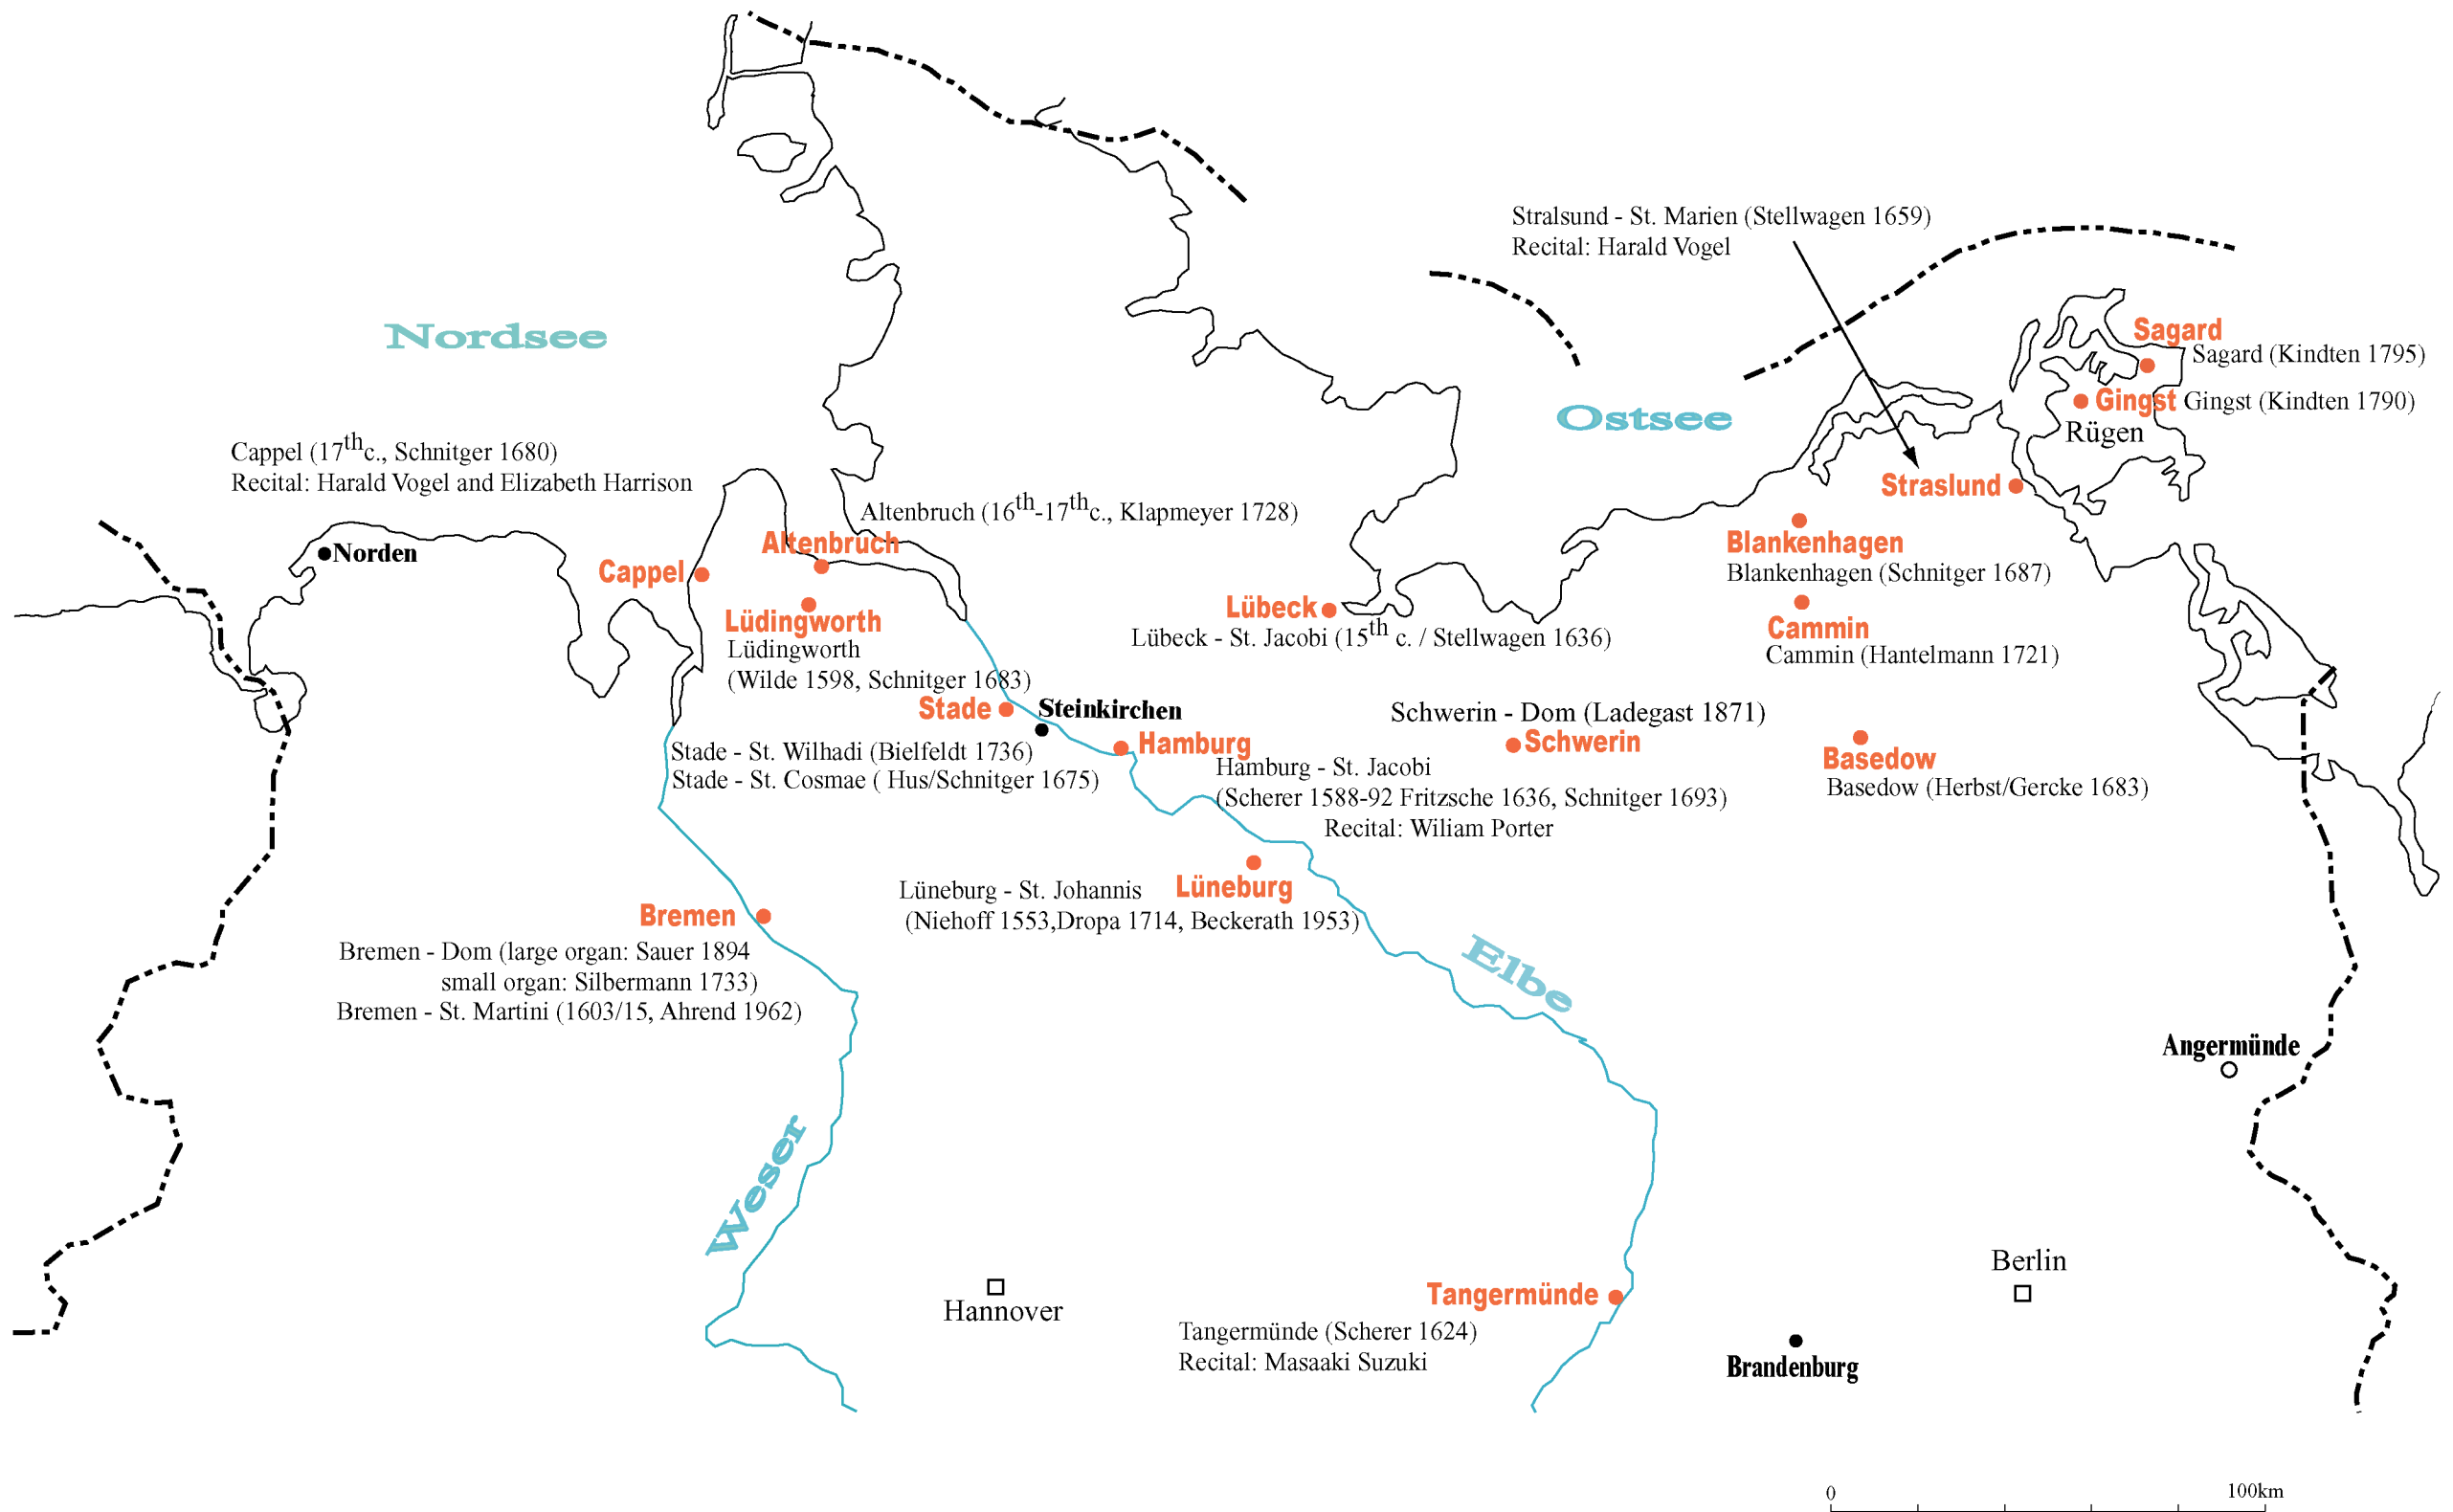 Stralsund - St. Marien (Stellwagen 1659)
Recital: Harald Vogel
Nordsee
Sagard
Sagard (Kindten 1795)
Ostsee
Gingst Gingst (Kindten 1790)
Rügen
Cappel (17th c., Schnitger 1680)
Recital: Harald Vogel and Elizabeth Harrison
Straslund
Altenbruch (16th-17th c., Klapmeyer 1728)
Altenbruch
Norden
Cappel
Blankenhagen
Blankenhagen (Schnitger 1687)
Lüdingworth
Lüdingworth
(Wilde 1598, Schnitger 1683)
Lübeck
Lübeck - St. Jacobi (15th c. / Stellwagen 1636)
Cammin
Cammin (Hantelmann 1721)
Stade
Steinkirchen
Stade - St. Wilhadi (Bielfeldt 1736)
Stade - St. Cosmae ( Hus/Schnitger 1675)
Hamburg
Hamburg - St. Jacobi
(Scherer 1588-92 Fritzsche 1636, Schnitger 1693)
Recital: Wiliam Porter
Schwerin - Dom (Ladegast 1871)
Schwerin
Basedow
Basedow (Herbst/Gercke 1683)
Lüneburg - St. Johannis
Lüneburg
(Niehoff 1553,Dropa 1714, Beckerath 1953)
Bremen
Bremen - Dom (large organ: Sauer 1894
small organ: Silbermann 1733)
Bremen - St. Martini (1603/15, Ahrend 1962)
Elbe
Angermünde
Weser
Berlin
Hannover
Tangermünde
Tangermünde (Scherer 1624)
Recital: Masaaki Suzuki
Brandenburg
0 100km